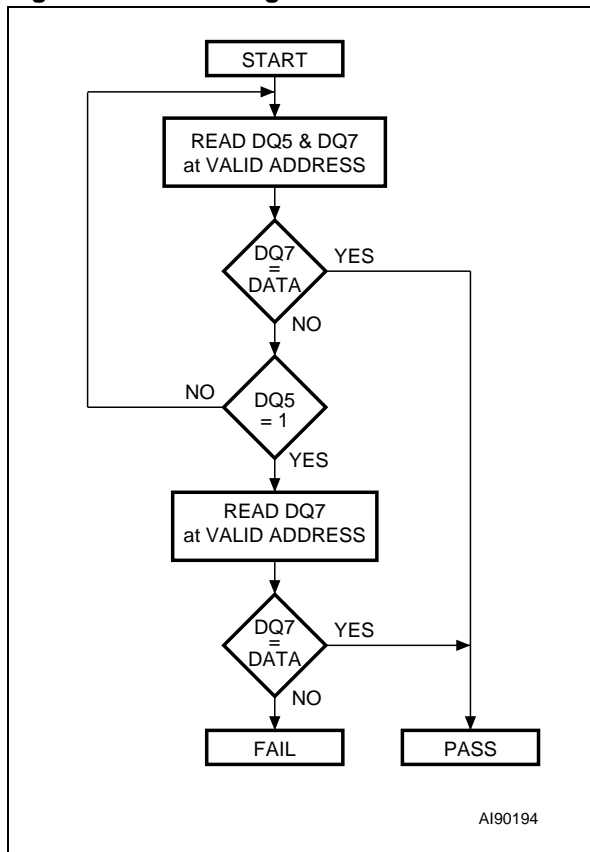 START
READ DQ5 & DQ7
at VALID ADDRESS
DQ7
=
DATA
YES
NO
NO
DQ5
= 1
YES
READ DQ7
at VALID ADDRESS
DQ7
=
DATA
YES
NO
FAIL
PASS
AI90194